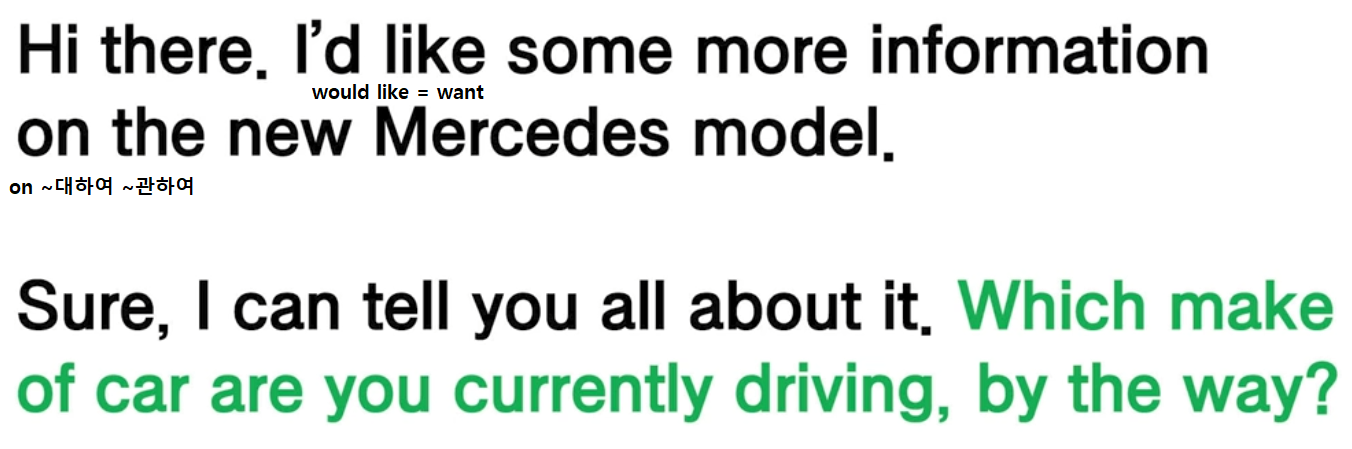 Hi there. I'd like some more information
would like = want
on the new Mercedes model.
on ~대하여 ~관하여
Sure, I can tell you all about it. Which make
of car are you currently driving, by the way?